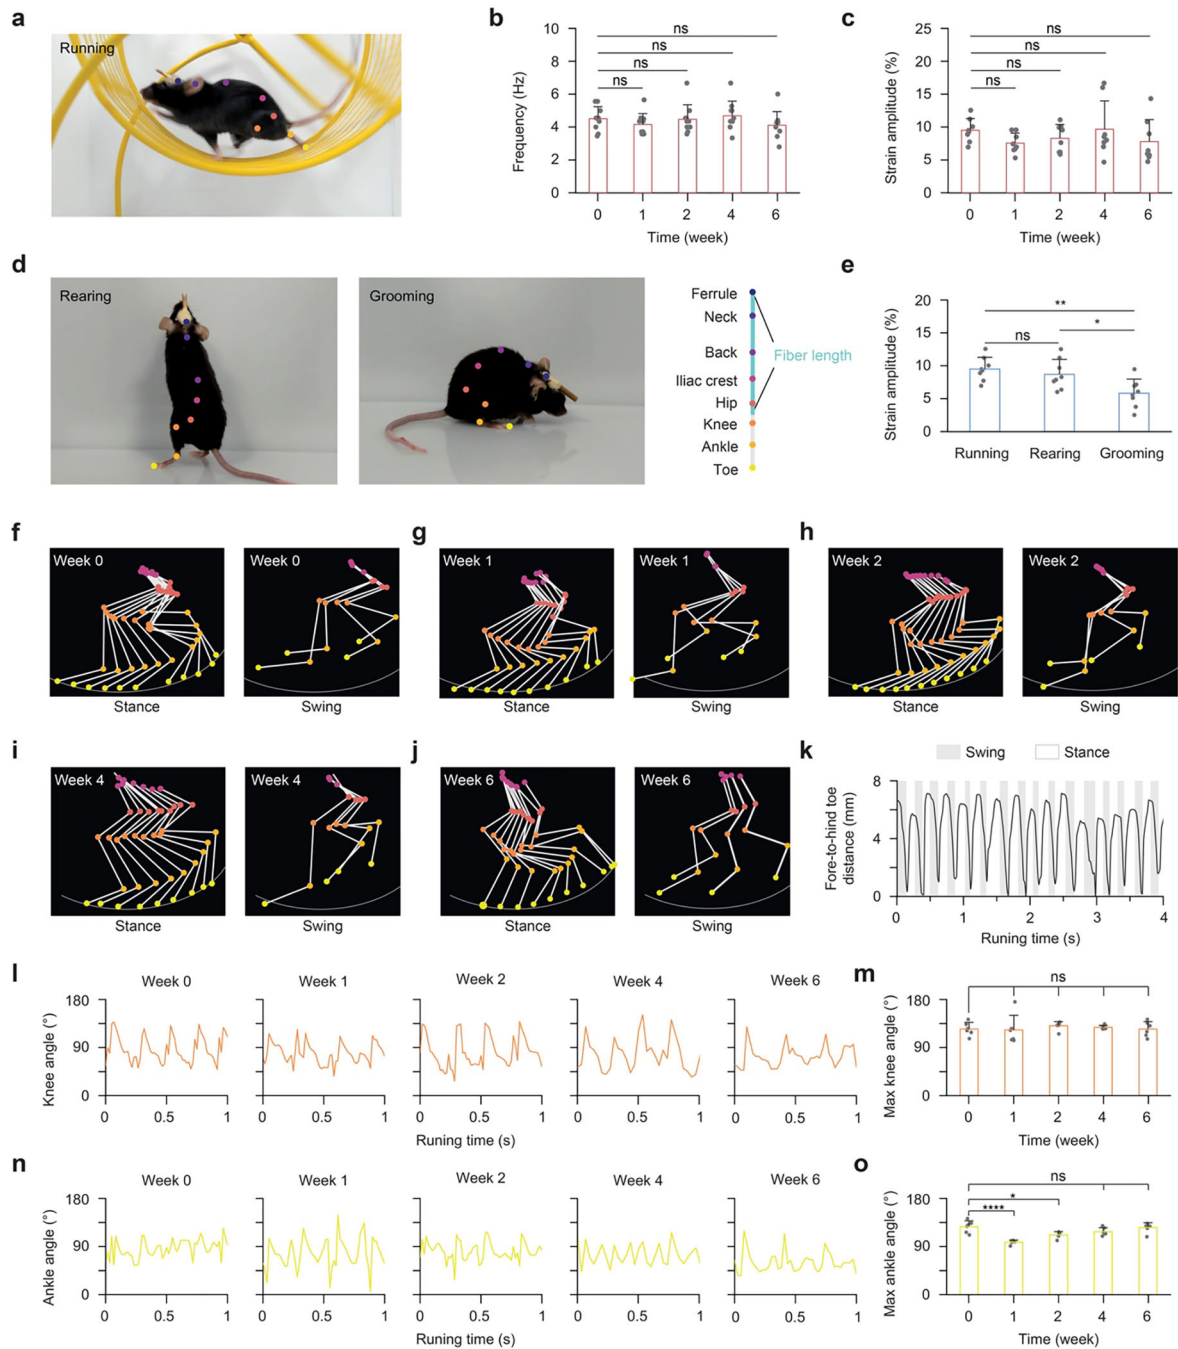 a
Running
b
Frequency (Hz)
10
8
6
4
2
0
ns
ns
ns
ns
0 1 2 4 6
Time (week)
c
Strain amplitude (%)
25
20
15
10
5
0
ns
ns
ns
ns
0 1 2 4 6
Time (week)
d
Rearing
Grooming
Ferrule
Neck
Back
Iliac crest
Hip
Knee
Ankle
Toe
Fiber length
e
Strain amplitude (%)
20
15
10
5
0
**
*
ns
Running Rearing Grooming
f
Week 0
Stance
Week 0
Swing
g
Week 1
Stance
Week 1
Swing
h
Week 2
Stance
Week 2
Swing
i
Week 4
Stance
Week 4
Swing
j
Week 6
Stance
Week 6
Swing
k
Swing Stance
Fore-to-hind toe
distance (mm)
8
4
0
0 1 2 3 4
Runing time (s)
l
Week 0 Week 1 Week 2 Week 4 Week 6
Knee angle (°)
180
90
0
0 0.5 1 0 0.5 1 0 0.5 1 0 0.5 1 0 0.5 1
Runing time (s)
m
Max knee angle (°)
180
90
0
ns
0 1 2 4 6
Time (week)
n
Week 0 Week 1 Week 2 Week 4 Week 6
Ankle angle (°)
180
90
0
0 0.5 1 0 0.5 1 0 0.5 1 0 0.5 1 0 0.5 1
Runing time (s)
o
Max ankle angle (°)
180
90
0
ns
*
****
0 1 2 4 6
Time (week)